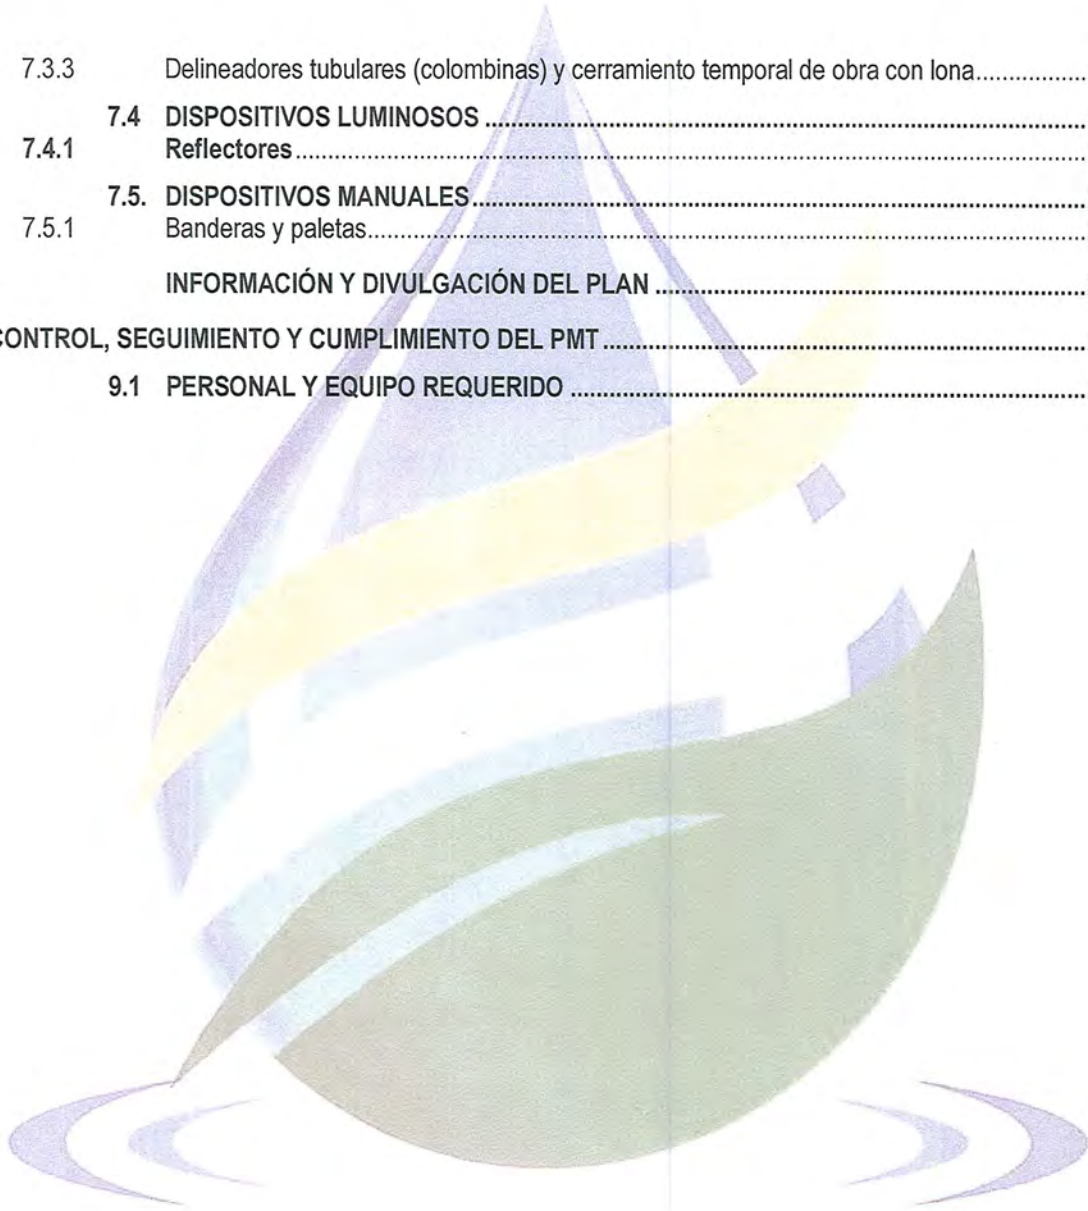 7.3.3 Delineadores tubulares (colombinas) y cerramiento temporal de obra con lona................
7.4 DISPOSITIVOS LUMINOSOS................
7.4.1 Reflectores................
7.5. DISPOSITIVOS MANUALES................
7.5.1 Banderas y paletas................
INFORMACIÓN Y DIVULGACIÓN DEL PLAN................
CONTROL, SEGUIMIENTO Y CUMPLIMIENTO DEL PMT................
9.1 PERSONAL Y EQUIPO REQUERIDO................